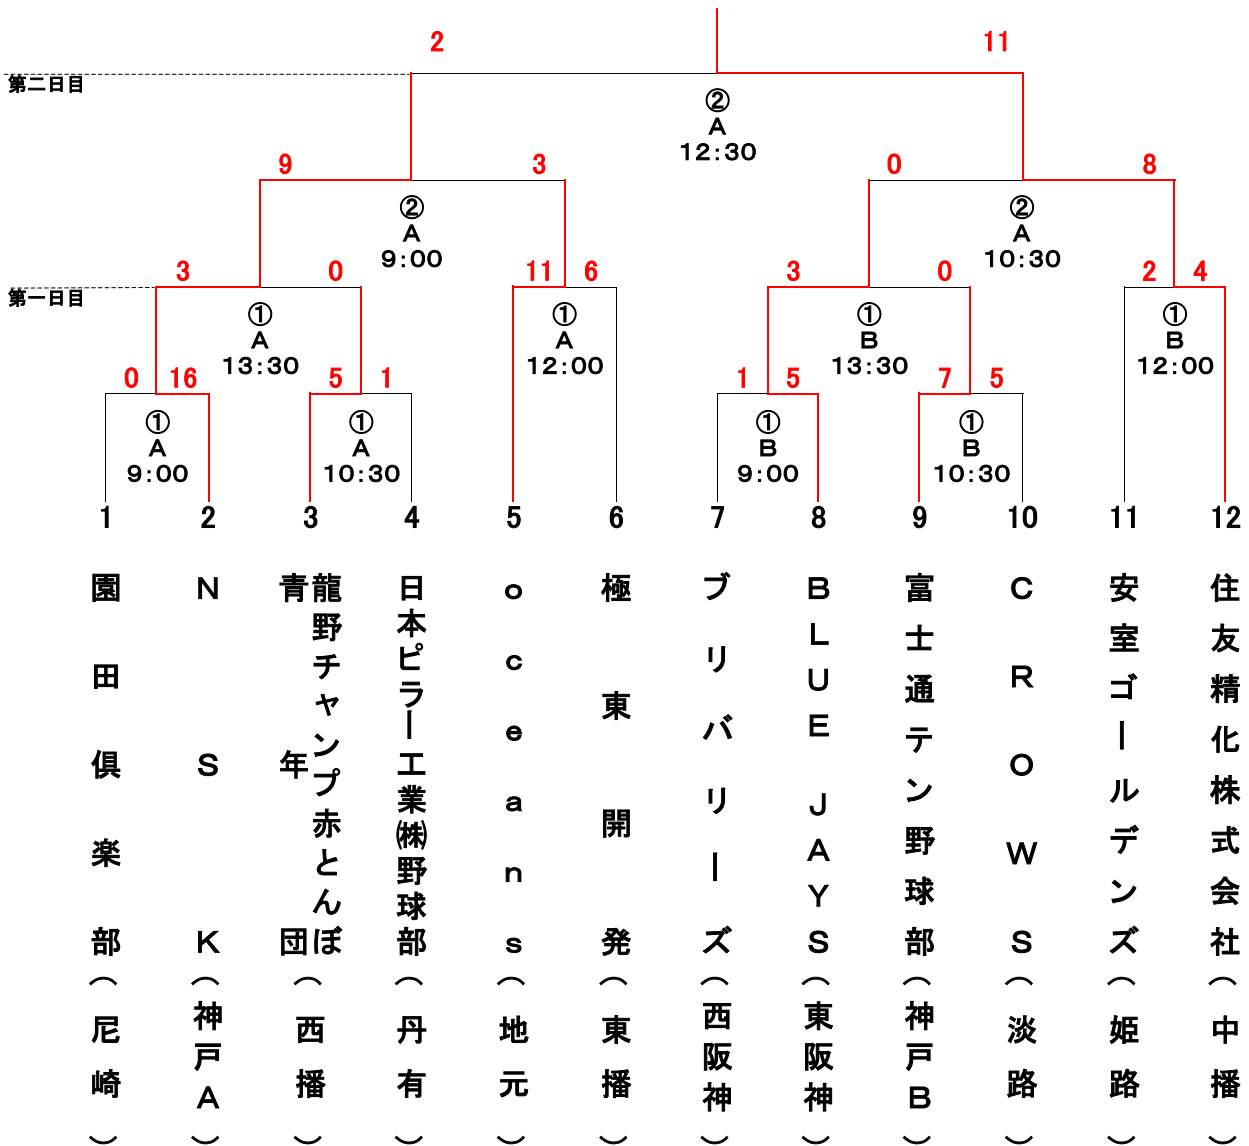 2 11
第二日目
②
A
12:30
9 3 0 8
②
A
9:00
②
A
10:30
3 0 11 6 3 0 2 4
第一日目
①
A
13:30
①
A
12:00
①
B
13:30
①
B
12:00
0 16 5 1 1 5 7 5
①
A
9:00
①
A
10:30
①
B
9:00
①
B
10:30
1 2 3 4 5 6 7 8 9 10 11 12
園田倶楽部(尼崎)
NSK(神戸A)
龍野チャンプ赤とんぼ
青年団(西播)
日本ピラー工業㈱野球部(丹有)
oceans(地元)
極東開発(東播)
ブリバリーズ(西阪神)
BLUE JAYS(東阪神)
富士通テン野球部(神戸B)
CROWS(淡路)
安室ゴールデンズ(姫路)
住友精化株式会社(中播)